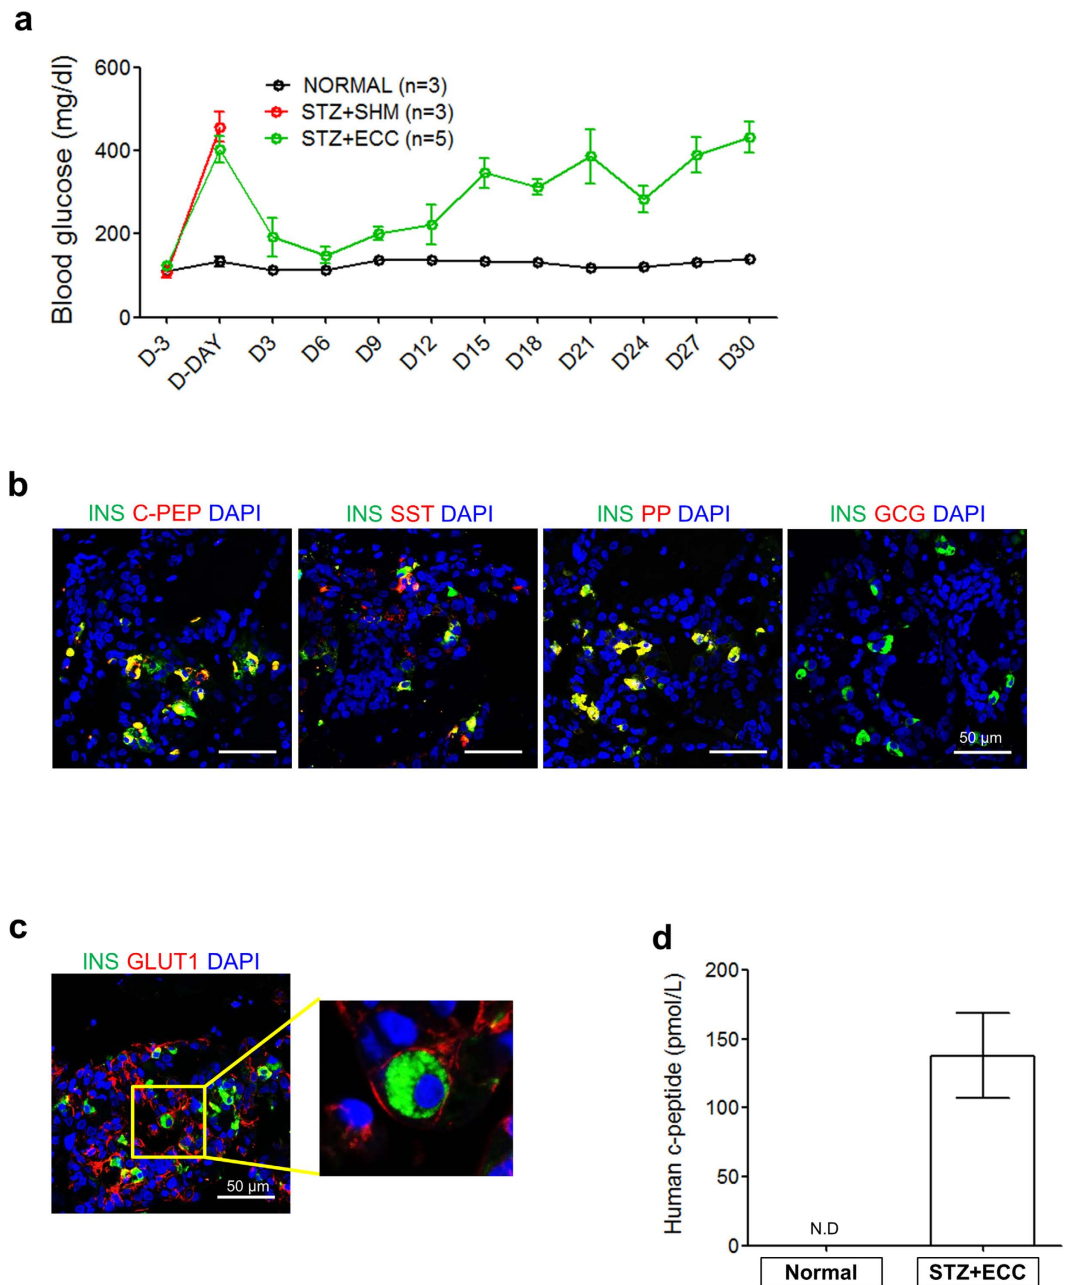 a
Blood glucose (mg/dl)
600
400
200
0
NORMAL (n=3)
STZ+SHM (n=3)
STZ+ECC (n=5)
D-3
D-DAY
D3
D6
D9
D12
D15
D18
D21
D24
D27
D30
b
INS C-PEP DAPI
INS SST DAPI
INS PP DAPI
INS GCG DAPI
50 µm
c
INS GLUT1 DAPI
50 µm
d
Human c-peptide (pmol/L)
200
150
100
50
0
N.D
Normal
STZ+ECC